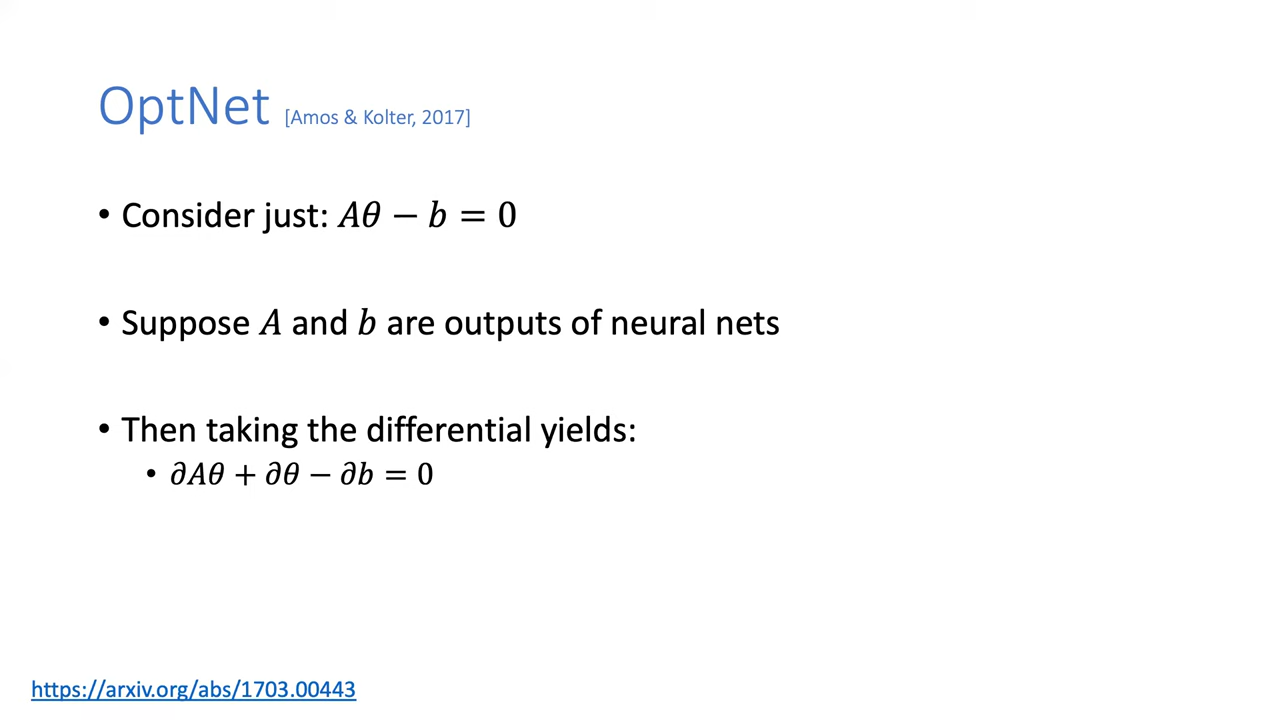 OptNet [Amos & Kolter, 2017]
• Consider just: 𝐴𝜃 − 𝑏 = 0
• Suppose 𝐴 and 𝑏 are outputs of neural nets
• Then taking the differential yields:
• 𝜕𝐴𝜃 + 𝜕𝜃 − 𝜕𝑏 = 0
https://arxiv.org/abs/1703.00443